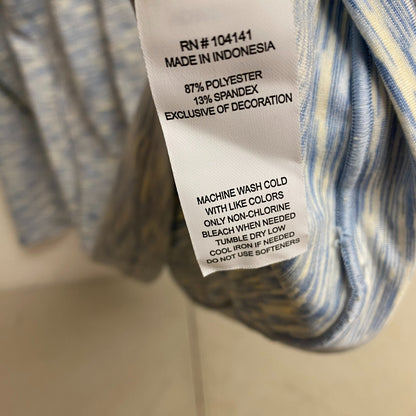 RN # 104141
MADE IN INDONESIA
87% POLYESTER
13% SPANDEX
EXCLUSIVE OF DECORATION
MACHINE WASH COLD
WITH LIKE COLORS
ONLY NON-CHLORINE
BLEACH WHEN NEEDED
TUMBLE DRY LOW
COOL IRON IF NEEDED
DO NOT USE SOFTENERS